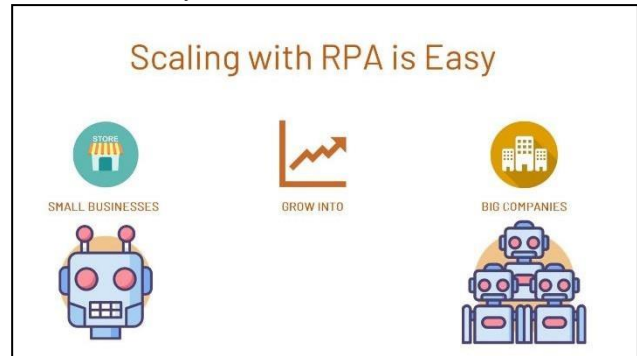 Scaling with RPA is Easy
STORE
SMALL BUSINESSES
GROW INTO
BIG COMPANIES